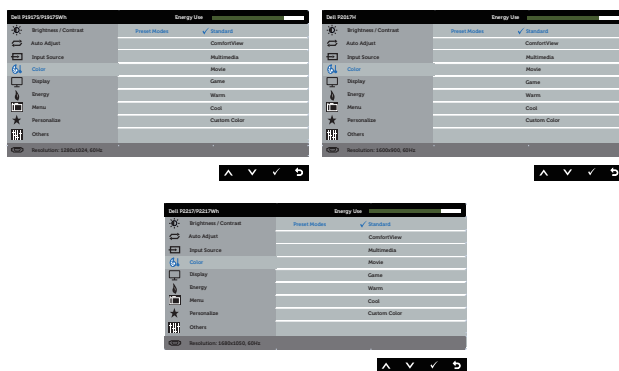 Dell P1917S/P1917SWh Energy Use
Brightness / Contrast Preset Modes ✓ Standard
Auto Adjust ComfortView
Input Source Multimedia
Color Movie
Display Game
Energy Warm
Menu Cool
Personalize Custom Color
Others
Resolution: 1280x1024, 60Hz
Dell P2017H Energy Use
Brightness / Contrast Preset Modes ✓ Standard
Auto Adjust ComfortView
Input Source Multimedia
Color Movie
Display Game
Energy Warm
Menu Cool
Personalize Custom Color
Others
Resolution: 1600x900, 60Hz
Dell P2217/P2217Wh Energy Use
Brightness / Contrast Preset Modes ✓ Standard
Auto Adjust ComfortView
Input Source Multimedia
Color Movie
Display Game
Energy Warm
Menu Cool
Personalize Custom Color
Others
Resolution: 1680x1050, 60Hz